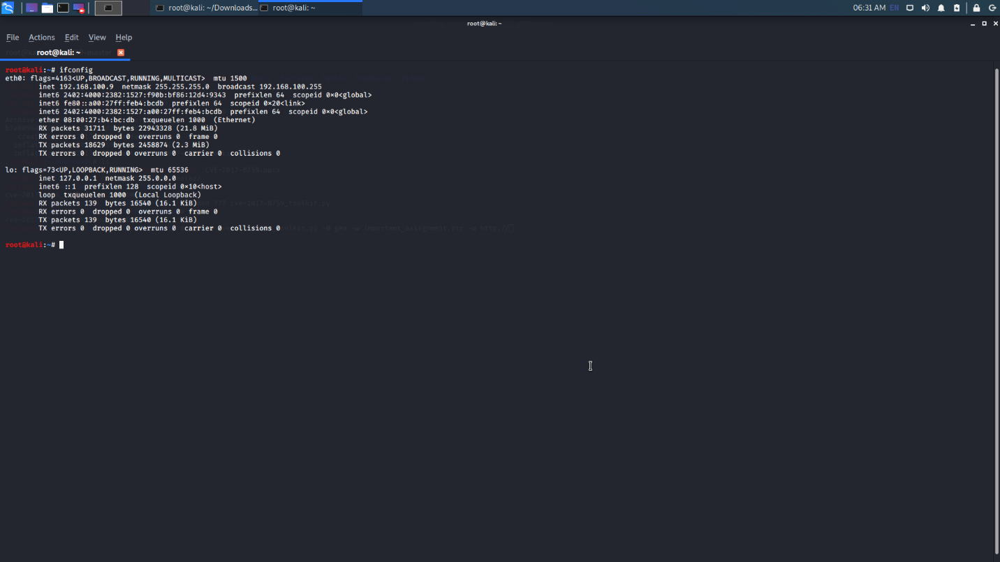 root@kali: ~/Downloads... root@kali: ~ 06:31 AM EN
root@kali: ~
File Actions Edit View Help
root@kali: ~
root@kali:~# ifconfig
eth0: flags=4163<UP,BROADCAST,RUNNING,MULTICAST> mtu 1500
inet 192.168.100.9 netmask 255.255.255.0 broadcast 192.168.100.255
inet6 2402:4000:2382:1527:f90b:bf86:12d4:9343 prefixlen 64 scopeid 0×0<global>
inet6 fe80::a00:27ff:feb4:bcdb prefixlen 64 scopeid 0×20<link>
inet6 2402:4000:2382:1527:a00:27ff:feb4:bcdb prefixlen 64 scopeid 0×0<global>
ether 08:00:27:b4:bc:db txqueuelen 1000 (Ethernet)
RX packets 31711 bytes 22943328 (21.8 MiB)
RX errors 0 dropped 0 overruns 0 frame 0
TX packets 18629 bytes 2458874 (2.3 MiB)
TX errors 0 dropped 0 overruns 0 carrier 0 collisions 0
lo: flags=73<UP,LOOPBACK,RUNNING> mtu 65536
inet 127.0.0.1 netmask 255.0.0.0
inet6 ::1 prefixlen 128 scopeid 0×10<host>
loop txqueuelen 1000 (Local Loopback)
RX packets 139 bytes 16540 (16.1 KiB)
RX errors 0 dropped 0 overruns 0 frame 0
TX packets 139 bytes 16540 (16.1 KiB)
TX errors 0 dropped 0 overruns 0 carrier 0 collisions 0
root@kali:~#